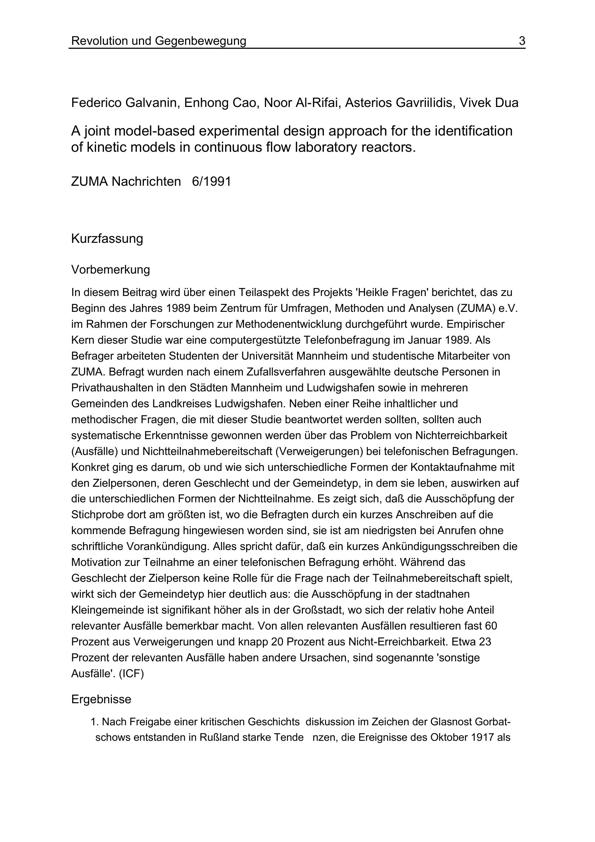 Revolution und Gegenbewegung 3
Federico Galvanin, Enhong Cao, Noor Al-Rifai, Asterios Gavriilidis, Vivek Dua
A joint model-based experimental design approach for the identification
of kinetic models in continuous flow laboratory reactors.
ZUMA Nachrichten 6/1991
Kurzfassung
Vorbemerkung
In diesem Beitrag wird über einen Teilaspekt des Projekts 'Heikle Fragen' berichtet, das zu
Beginn des Jahres 1989 beim Zentrum für Umfragen, Methoden und Analysen (ZUMA) e.V.
im Rahmen der Forschungen zur Methodenentwicklung durchgeführt wurde. Empirischer
Kern dieser Studie war eine computergestützte Telefonbefragung im Januar 1989. Als
Befrager arbeiteten Studenten der Universität Mannheim und studentische Mitarbeiter von
ZUMA. Befragt wurden nach einem Zufallsverfahren ausgewählte deutsche Personen in
Privathaushalten in den Städten Mannheim und Ludwigshafen sowie in mehreren
Gemeinden des Landkreises Ludwigshafen. Neben einer Reihe inhaltlicher und
methodischer Fragen, die mit dieser Studie beantwortet werden sollten, sollten auch
systematische Erkenntnisse gewonnen werden über das Problem von Nichterreichbarkeit
(Ausfälle) und Nichtteilnahmebereitschaft (Verweigerungen) bei telefonischen Befragungen.
Konkret ging es darum, ob und wie sich unterschiedliche Formen der Kontaktaufnahme mit
den Zielpersonen, deren Geschlecht und der Gemeindetyp, in dem sie leben, auswirken auf
die unterschiedlichen Formen der Nichtteilnahme. Es zeigt sich, daß die Ausschöpfung der
Stichprobe dort am größten ist, wo die Befragten durch ein kurzes Anschreiben auf die
kommende Befragung hingewiesen worden sind, sie ist am niedrigsten bei Anrufen ohne
schriftliche Vorankündigung. Alles spricht dafür, daß ein kurzes Ankündigungsschreiben die
Motivation zur Teilnahme an einer telefonischen Befragung erhöht. Während das
Geschlecht der Zielperson keine Rolle für die Frage nach der Teilnahmebereitschaft spielt,
wirkt sich der Gemeindetyp hier deutlich aus: die Ausschöpfung in der stadtnahen
Kleingemeinde ist signifikant höher als in der Großstadt, wo sich der relativ hohe Anteil
relevanter Ausfälle bemerkbar macht. Von allen relevanten Ausfällen resultieren fast 60
Prozent aus Verweigerungen und knapp 20 Prozent aus Nicht-Erreichbarkeit. Etwa 23
Prozent der relevanten Ausfälle haben andere Ursachen, sind sogenannte 'sonstige
Ausfälle'. (ICF)
Ergebnisse
1. Nach Freigabe einer kritischen Geschichts diskussion im Zeichen der Glasnost Gorbat-
schows entstanden in Rußland starke Tende nzen, die Ereignisse des Oktober 1917 als